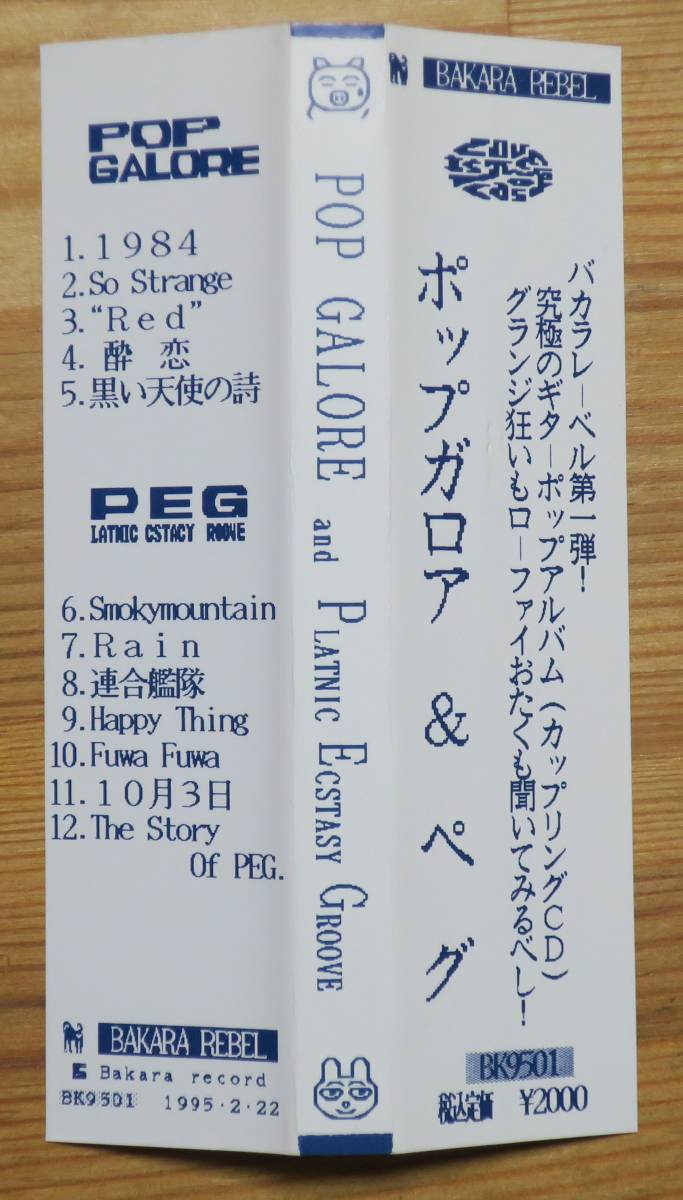 POP
GALORE
1.1984
2.So Strange
3.“Red”
4. 酔 恋
5.黒い天使の詩
PEG
LATNIC CSTACY ROOVE
6.Smokymountain
7.Rain
8.連合艦隊
9.Happy Thing
10.Fuwa Fuwa
11.10月3日
12.The Story
Of PEG.
BAKARA REBEL
Bakara record
BK9501 1995・2・22
POP GALORE and PLATNIC ECSTASY GROOVE
BAKARA REBEL
バカラレーベル第一弾!
究極のギターポップアルバム(カップリングCD)
グランジ狂いもローファイおたくも聞いてみるべし!
ポップガロア & ペグ
BK9501
税込定価 ¥2000